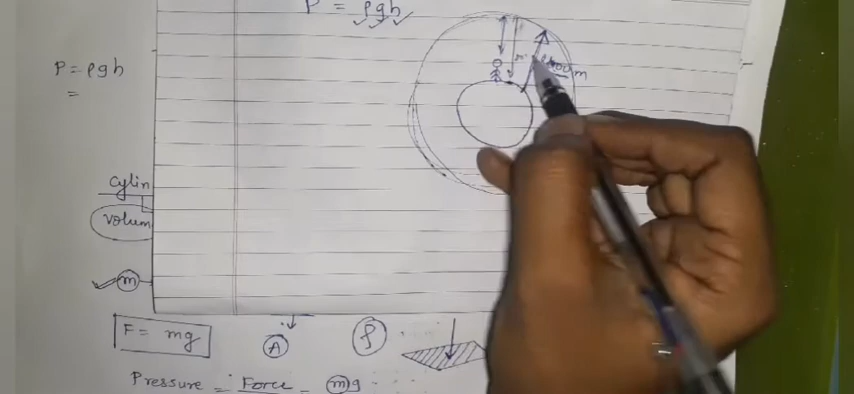 P = ρgh
P = ρgh
=
cylin
volum
m
F = mg
A
ρ
Pressure = Force = mg